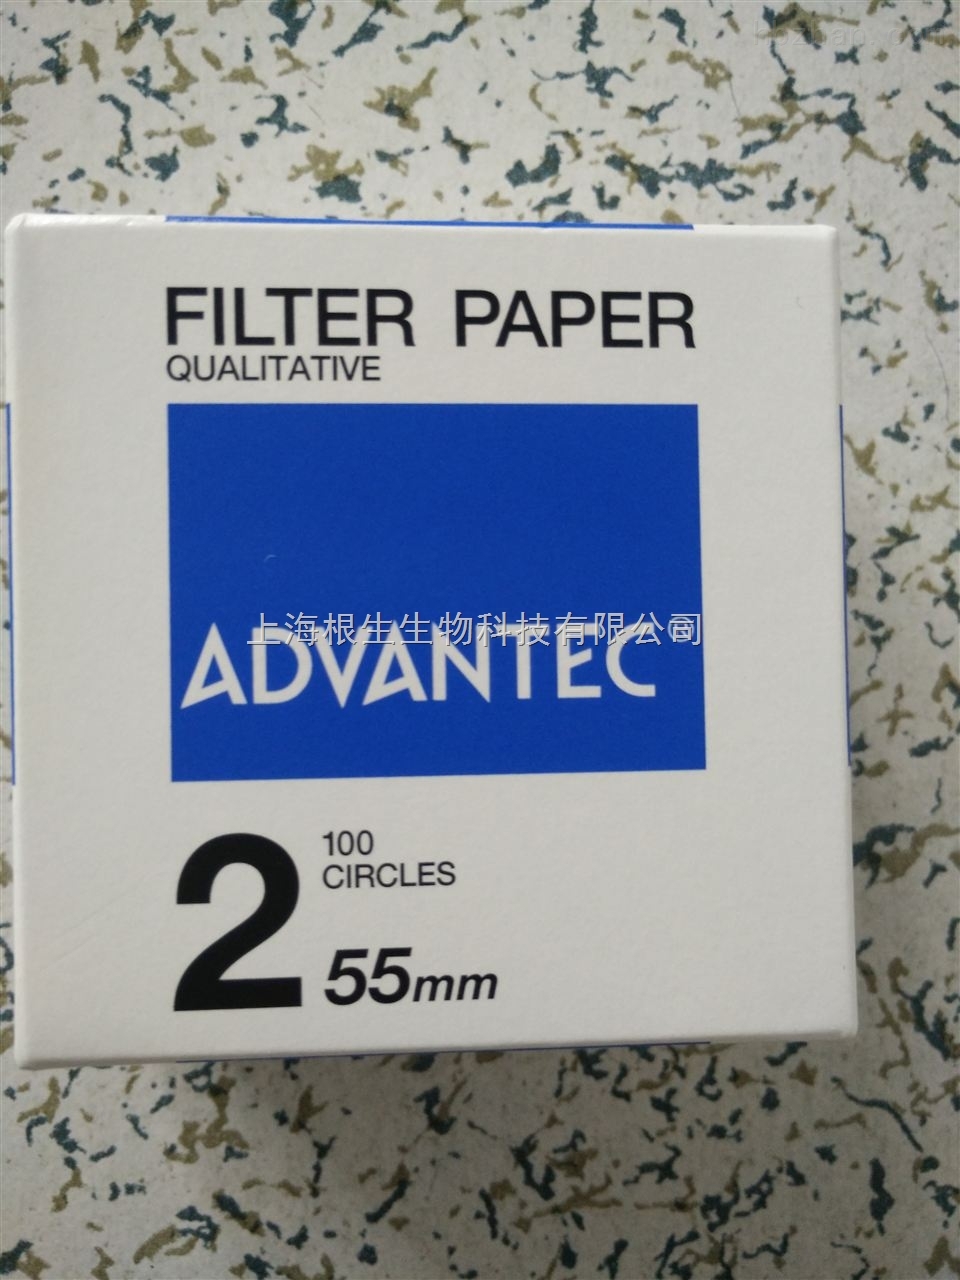 FILTER PAPER
QUALITATIVE
上海根生生物科技有限公司
ADVANTEC®
2
100
CIRCLES
55mm